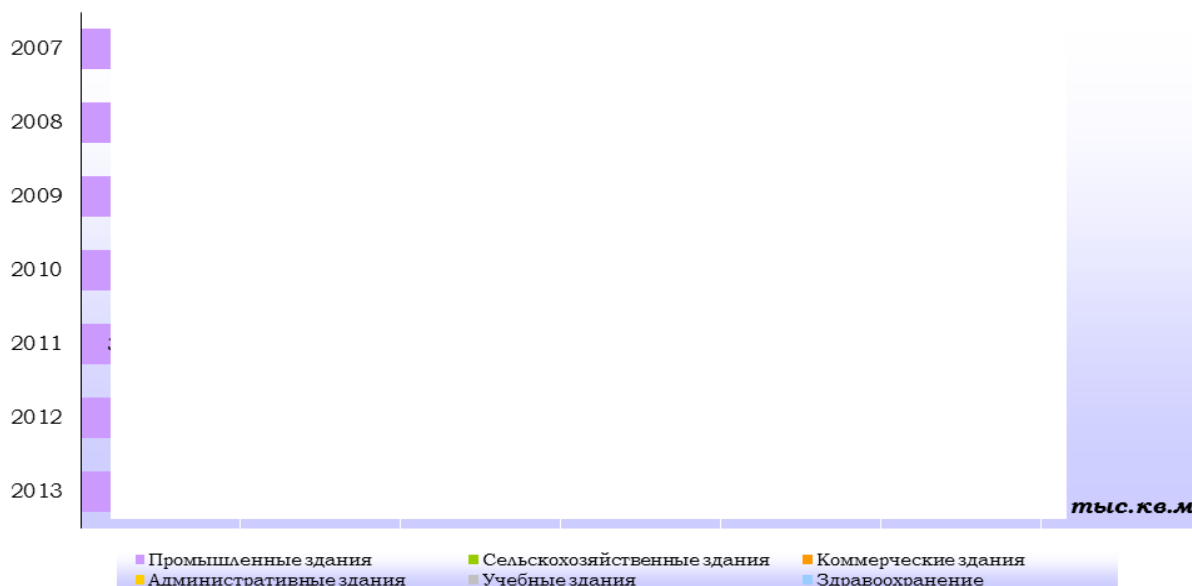 2007
2008
2009
2010
2011
2012
2013
тыс.кв.м
Промышленные здания Сельскохозяйственные здания Коммерческие здания
Административные здания Учебные здания Здравоохранение